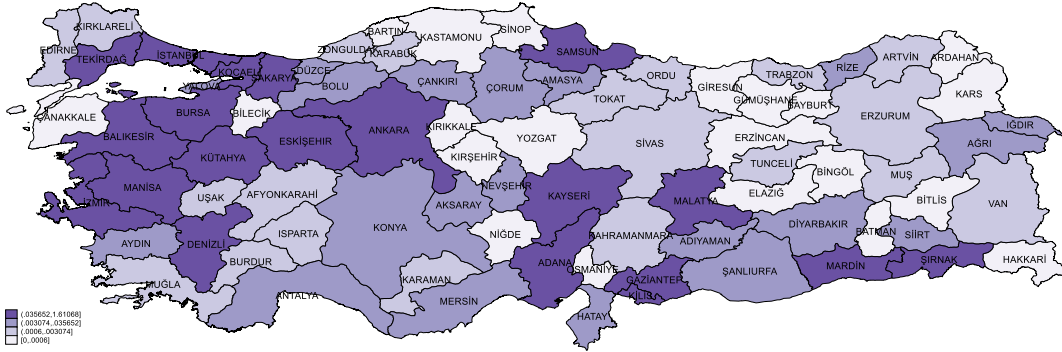 SİNOP
BARTIN
KASTAMONU
KIRKLARELİ
EDİRNE
TEKİRDAĞ
İSTANBUL
ZONGULDAK
KARABÜK
SAMSUN
ARTVİN
ARDAHAN
KOCAELİ
SAKARYA
DÜZCE
BOLU
ÇANKIRI
ÇORUM
AMASYA
ORDU
TRABZON
RİZE
YALOVA
TOKAT
GİRESUN
GÜMÜŞHANE
BAYBURT
KARS
ÇANAKKALE
BURSA
BİLECİK
ERZURUM
BALIKESİR
ESKİŞEHİR
ANKARA
KIRIKKALE
YOZGAT
SİVAS
ERZİNCAN
IĞDIR
AĞRI
KÜTAHYA
KIRŞEHİR
TUNCELİ
MUŞ
MANİSA
UŞAK
AFYONKARAHİ
NEVŞEHİR
KAYSERİ
MALATYA
ELAZIĞ
BİNGÖL
BİTLİS
VAN
İZMİR
AKSARAY
AYDIN
DENİZLİ
ISPARTA
KONYA
NİĞDE
KAHRAMANMARA
ADIYAMAN
DİYARBAKIR
BATMAN
SİİRT
BURDUR
ADANA
OSMANİYE
MARDİN
ŞIRNAK
HAKKARİ
MUĞLA
ANTALYA
KARAMAN
MERSİN
GAZİANTEP
KİLİS
ŞANLIURFA
HATAY
(.035652,1.61068]
(.003074,.035652]
(.0006,.003074]
[0,.0006]